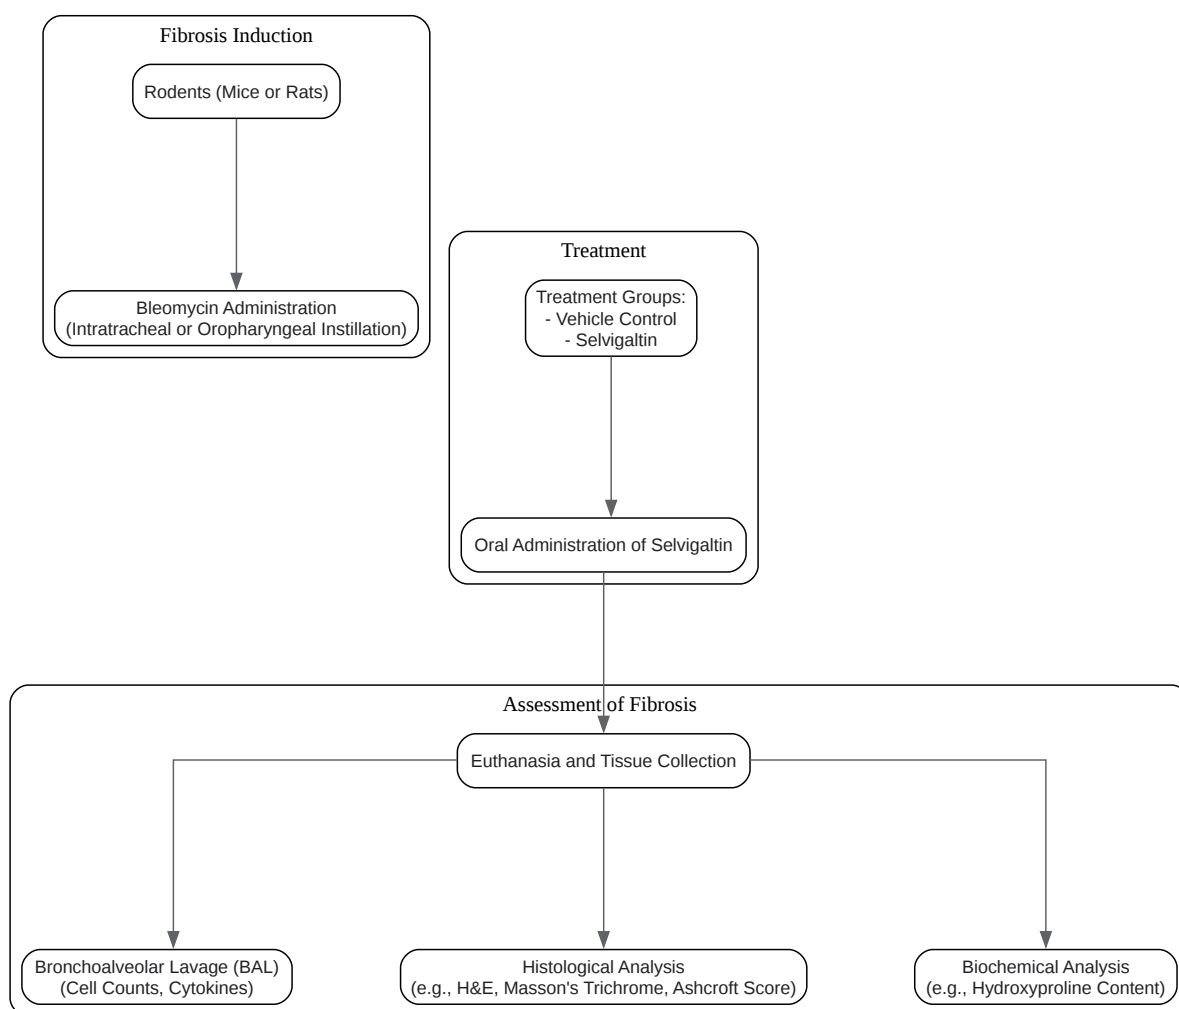 Fibrosis Induction
Rodents (Mice or Rats)
Bleomycin Administration
(Intratracheal or Oropharyngeal Instillation)
Treatment
Treatment Groups:
- Vehicle Control
- Selvigaltin
Oral Administration of Selvigaltin
Assessment of Fibrosis
Euthanasia and Tissue Collection
Bronchoalveolar Lavage (BAL)
(Cell Counts, Cytokines)
Histological Analysis
(e.g., H&E, Masson's Trichrome, Ashcroft Score)
Biochemical Analysis
(e.g., Hydroxyproline Content)